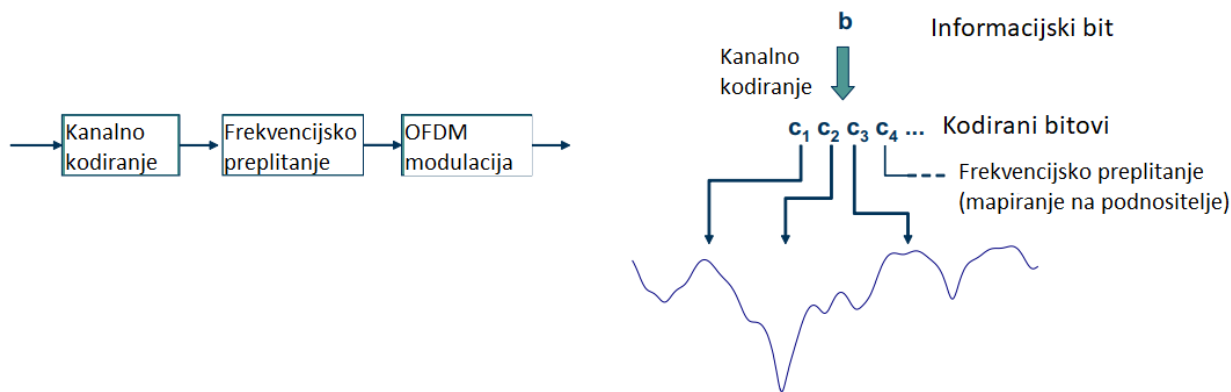 Kanalno
kodiranje
Frekvencijsko
preplitanje
OFDM
modulacija
b
Informacijski bit
Kanalno
kodiranje
c1 c2 c3 c4 ...
Kodirani bitovi
Frekvencijsko preplitanje
(mapiranje na podnositelje)